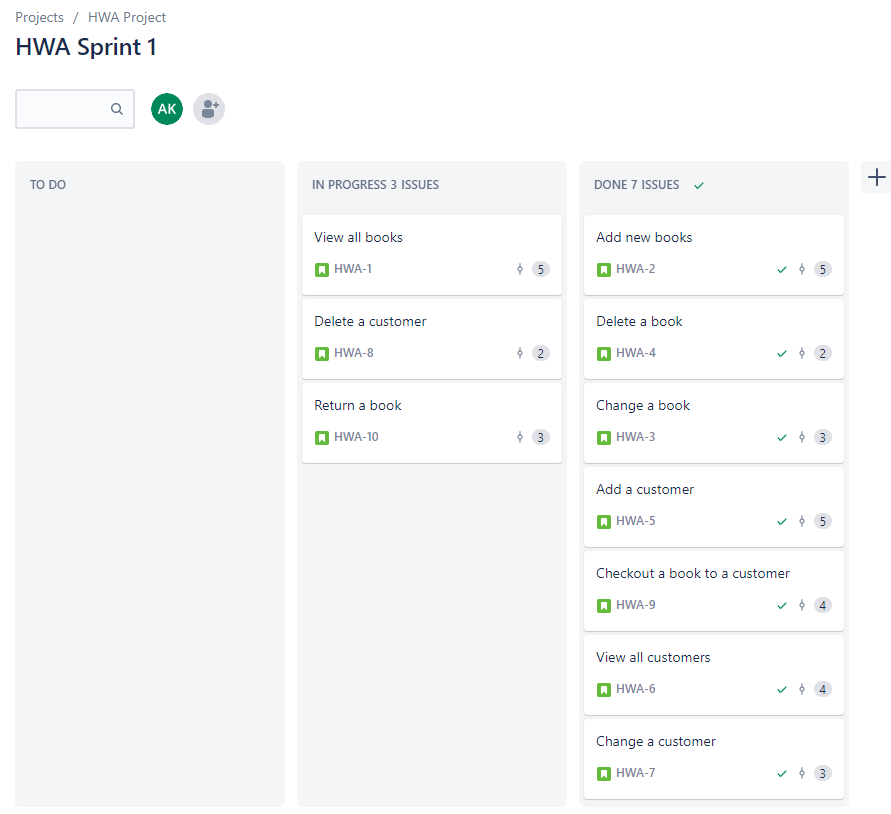 Projects / HWA Project
HWA Sprint 1
AK
TO DO
IN PROGRESS 3 ISSUES
View all books
HWA-1 5
Delete a customer
HWA-8 2
Return a book
HWA-10 3
DONE 7 ISSUES
Add new books
HWA-2 5
Delete a book
HWA-4 2
Change a book
HWA-3 3
Add a customer
HWA-5 5
Checkout a book to a customer
HWA-9 4
View all customers
HWA-6 4
Change a customer
HWA-7 3